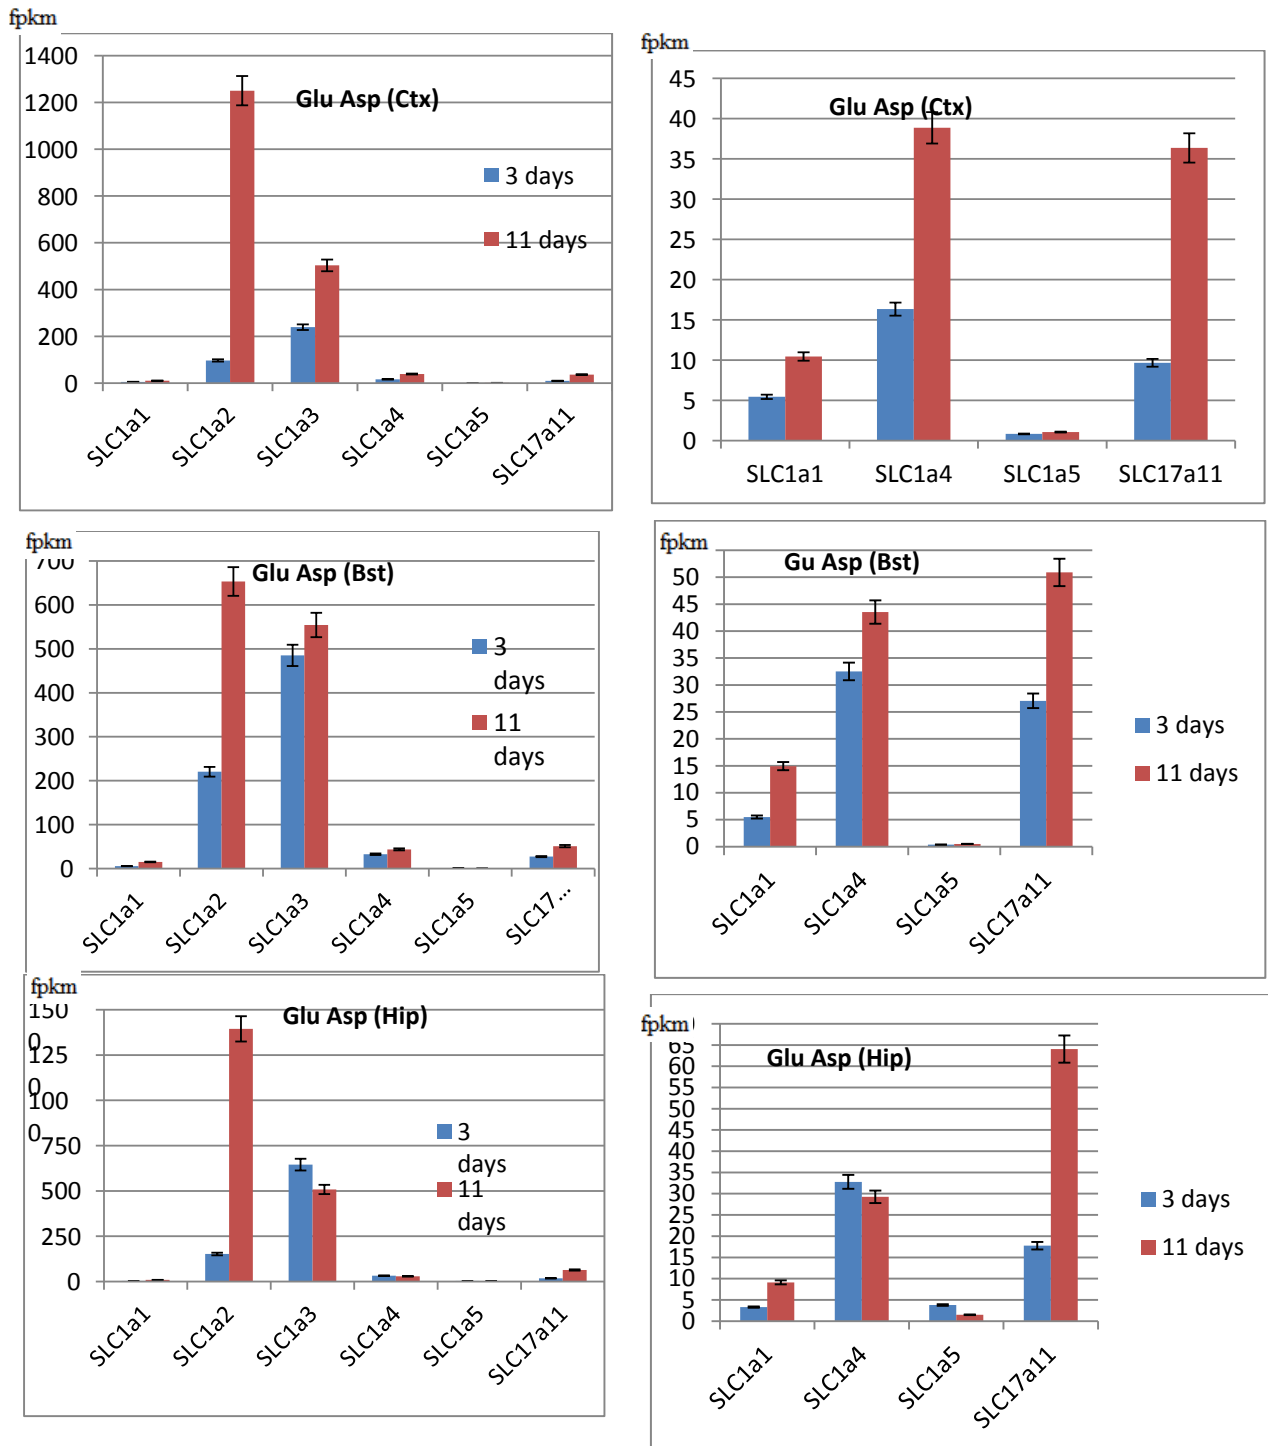 fpkm
1400
1200
1000
800
600
400
200
0
Glu Asp (Ctx)
3 days
11 days
SLC1a1
SLC1a2
SLC1a3
SLC1a4
SLC1a5
SLC17a11
fpkm
45
40
35
30
25
20
15
10
5
0
Glu Asp (Ctx)
SLC1a1
SLC1a4
SLC1a5
SLC17a11
fpkm
700
600
500
400
300
200
100
0
Glu Asp (Bst)
3
days
11
days
SLC1a1
SLC1a2
SLC1a3
SLC1a4
SLC1a5
SLC17...
fpkm
50
45
40
35
30
25
20
15
10
5
0
Gu Asp (Bst)
3 days
11 days
SLC1a1
SLC1a4
SLC1a5
SLC17a11
fpkm
150
0
125
0
100
0
750
500
250
0
Glu Asp (Hip)
3
days
11
days
SLC1a1
SLC1a2
SLC1a3
SLC1a4
SLC1a5
SLC17a11
fpkm
65
60
55
50
45
40
35
30
25
20
15
10
5
0
Glu Asp (Hip)
3 days
11 days
SLC1a1
SLC1a4
SLC1a5
SLC17a11